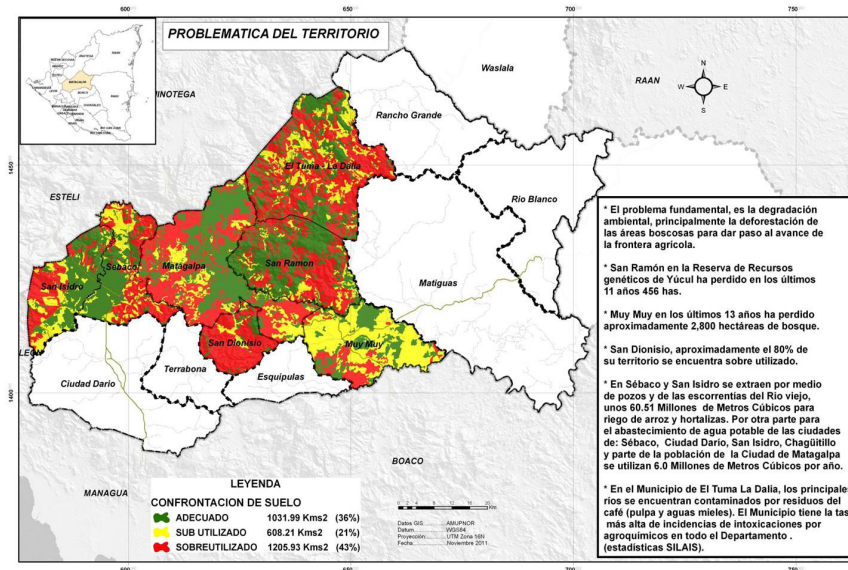 600
650
700
750
PROBLEMATICA DEL TERRITORIO
JINOTEGA
MATAGALPA
BOACO
Waslala
RAAN
N
W E
S
JINOTEGA
Rancho Grande
1450
El Tuma - La Dalia
ESTELI
Rio Blanco
Sebaco
Matagalpa
San Ramon
San Isidro
Matiguas
LEON
San Dionisio
Muy Muy
Terrabona
Esquipulas
Ciudad Dario
1400
BOACO
MANAGUA
* El problema fundamental, es la degradación
ambiental, principalmente la deforestación de
las áreas boscosas para dar paso al avance de
la frontera agrícola.
* San Ramón en la Reserva de Recursos
genéticos de Yúcul ha perdido en los últimos
11 años 456 has.
* Muy Muy en los últimos 13 años ha perdido
aproximadamente 2,800 hectáreas de bosque.
* San Dionisio, aproximadamente el 80% de
su territorio se encuentra sobre utilizado.
* En Sébaco y San Isidro se extraen por medio
de pozos y de las escorrentías del Rio viejo,
unos 60.51 Millones de Metros Cúbicos para
riego de arroz y hortalizas. Por otra parte para
el abastecimiento de agua potable de las ciudades
de: Sébaco, Ciudad Darío, San Isidro, Chagüitillo
y parte de la población de la Ciudad de Matagalpa
se utilizan 6.0 Millones de Metros Cúbicos por año.
* En el Municipio de El Tuma La Dalia, los principales
rios se encuentran contaminados por residuos del
café (pulpa y aguas mieles). El Municipio tiene la tas
más alta de incidencias de intoxicaciones por
agroquímicos en todo el Departamento .
(estadísticas SILAIS).
LEYENDA
CONFRONTACION DE SUELO
ADECUADO 1031.99 Kms2 (36%)
SUB UTILIZADO 608.21 Kms2 (21%)
SOBREUTILIZADO 1205.93 Kms2 (43%)
Km
Datos GIS AMUPNOR
Datum WGS84
Proyección UTM Zona 16N
Fecha Noviembre 2011
600
650
700
750